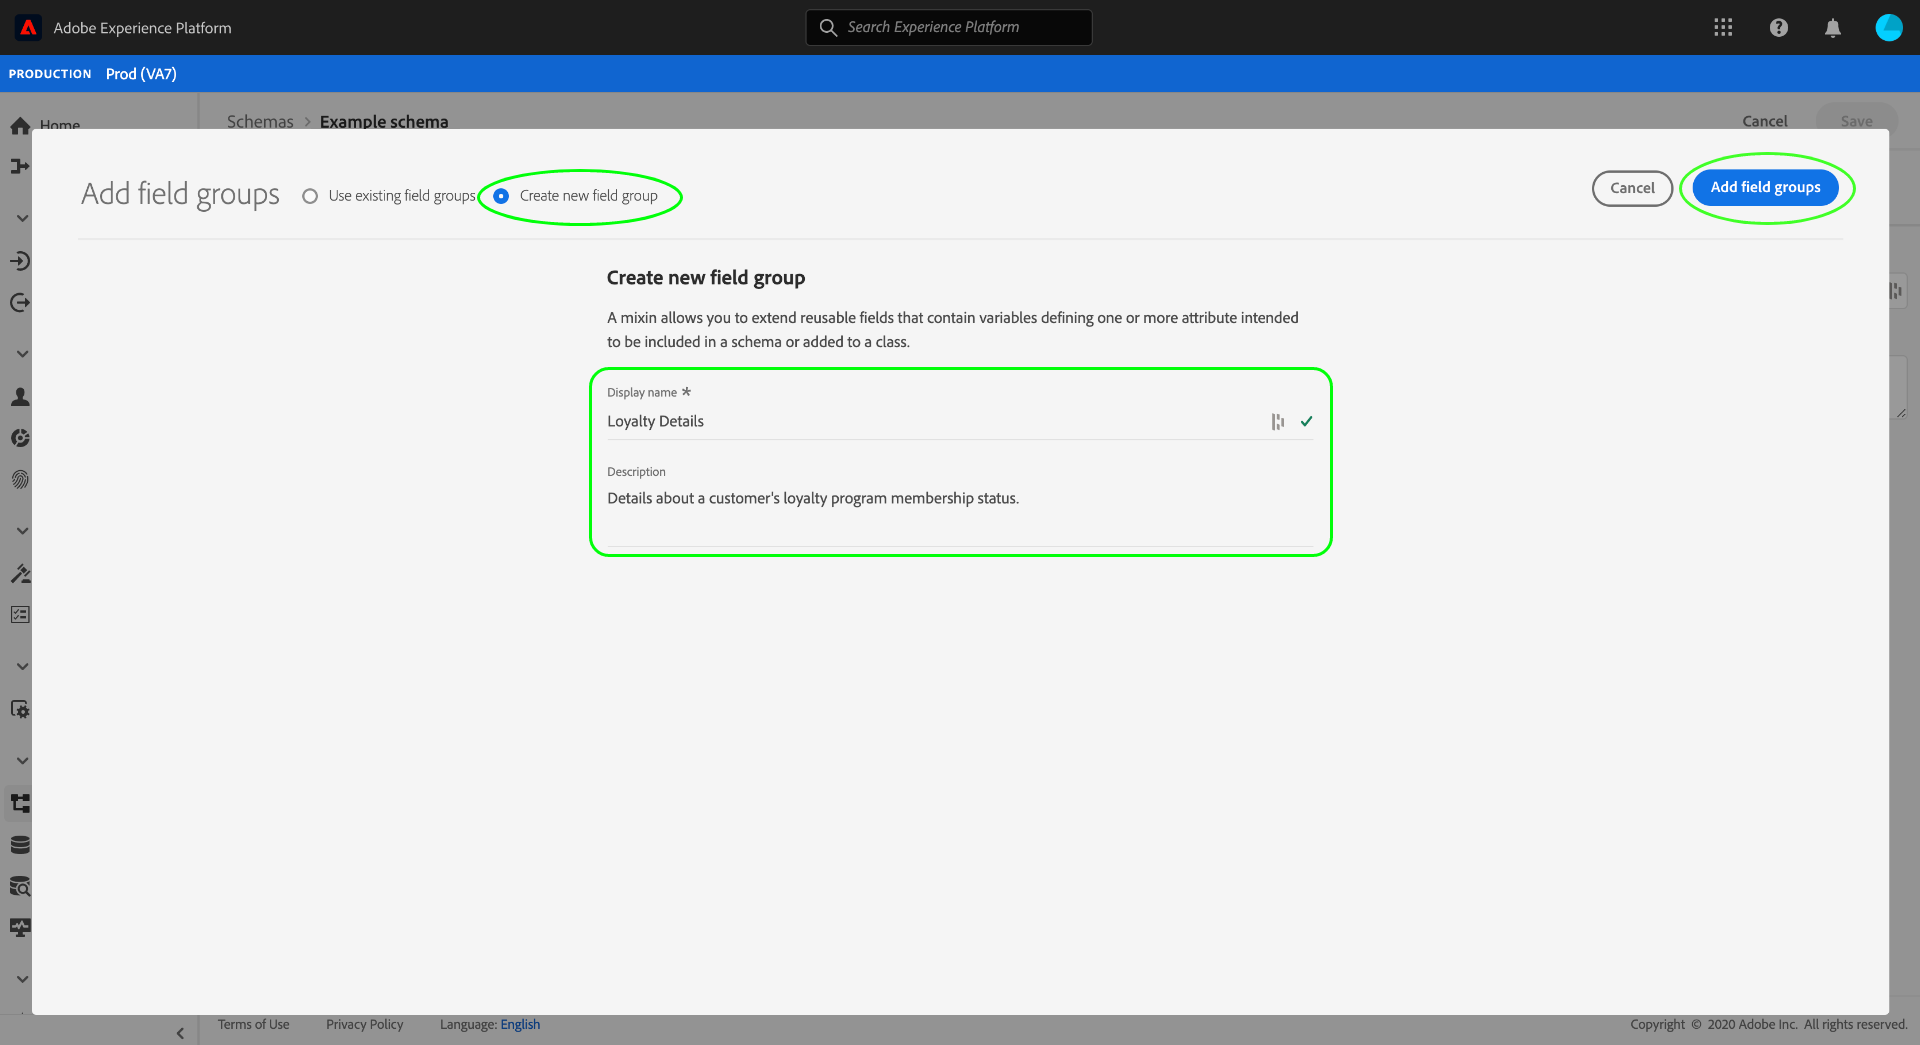 Adobe Experience Platform
Search Experience Platform
PRODUCTION Prod (VA7)
Home
Schemas > Example schema
Cancel
Save
Add field groups
Use existing field groups
Create new field group
Cancel
Add field groups
Create new field group
A mixin allows you to extend reusable fields that contain variables defining one or more attribute intended
to be included in a schema or added to a class.
Display name *
Loyalty Details
Description
Details about a customer's loyalty program membership status.
Terms of Use
Privacy Policy
Language: English
Copyright © 2020 Adobe Inc. All rights reserved.